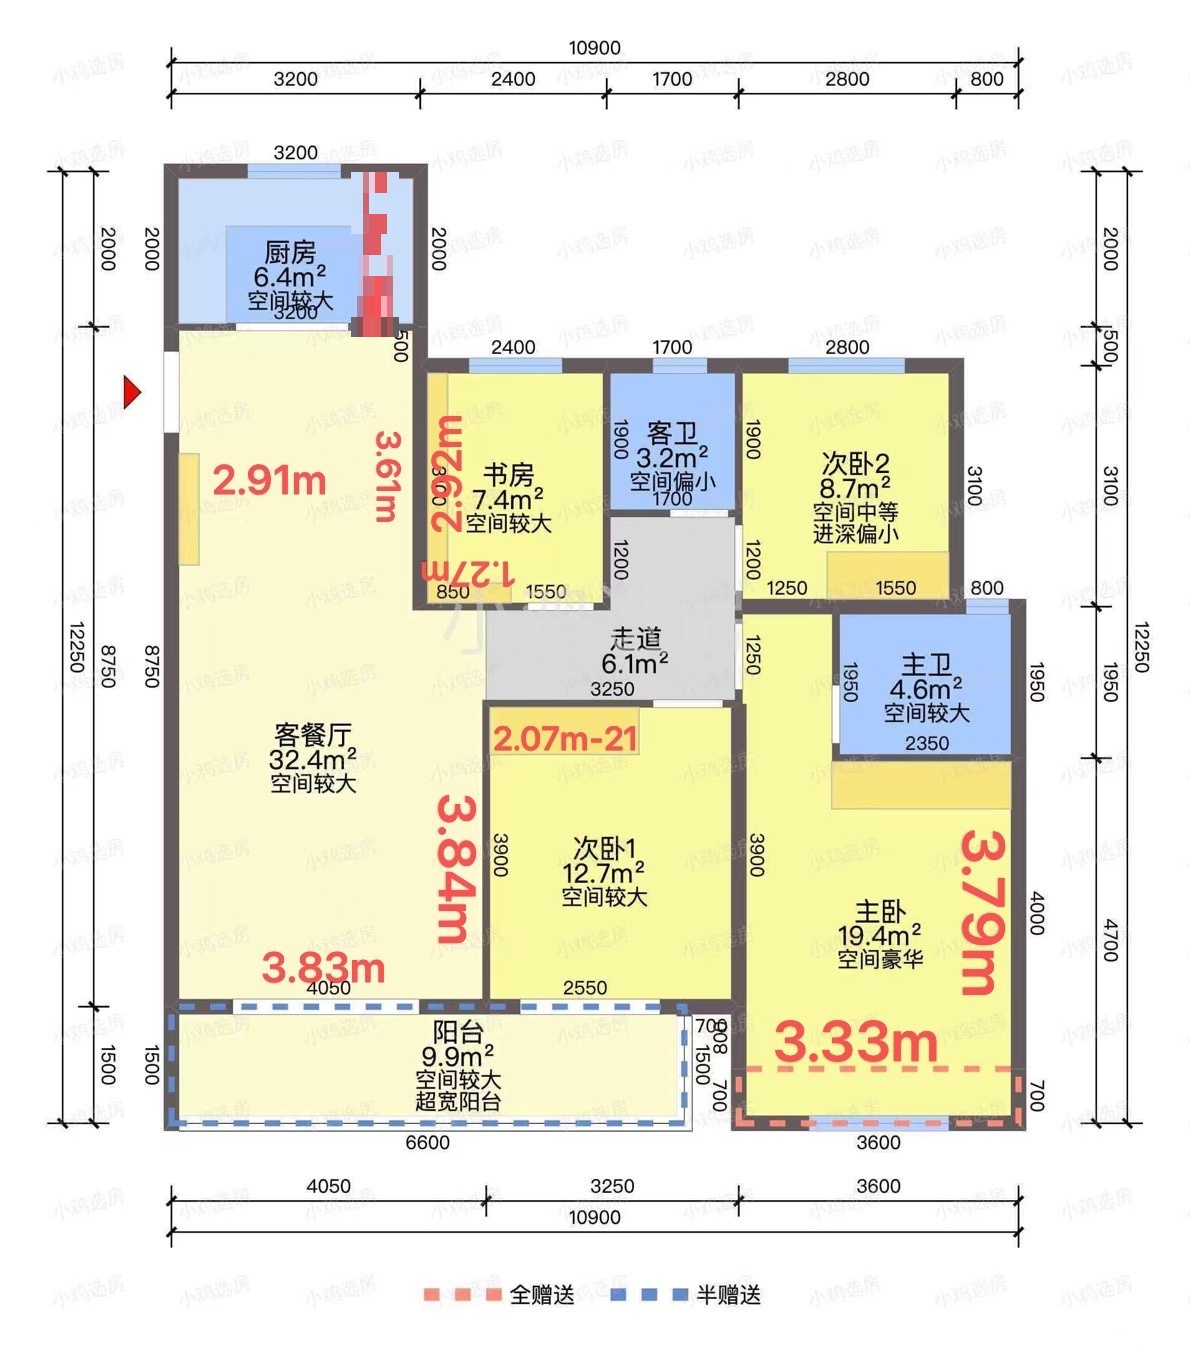 10900
3200 2400 1700 2800 800
3200
2000 2000 2000 2000
厨房
6.4m²
空间较大
3200
500 500
2400 1700 2800
2.91m
3.61m
2.92m
书房
7.4m²
空间较大
1.27m
850 1550
1900
客卫
3.2m²
空间偏小
1700
1900
次卧2
8.7m²
空间中等
进深偏小
3100 3100
1200 1200
1250 1550
800
走道
6.1m²
3250
1250
1950
主卫
4.6m²
空间较大
2350
1950 1950
12250 8750 8750
12250
客餐厅
32.4m²
空间较大
2.07m-21
3.84m
3900
次卧1
12.7m²
空间较大
3900
3.79m
主卧
19.4m²
空间豪华
4000 4700
3.83m
4050 2550
3.33m
阳台
9.9m²
空间较大
超宽阳台
1500 1500 1500
700 800
700 700
6600 3600
4050 3250 3600
10900
全赠送 半赠送
小鸡选房